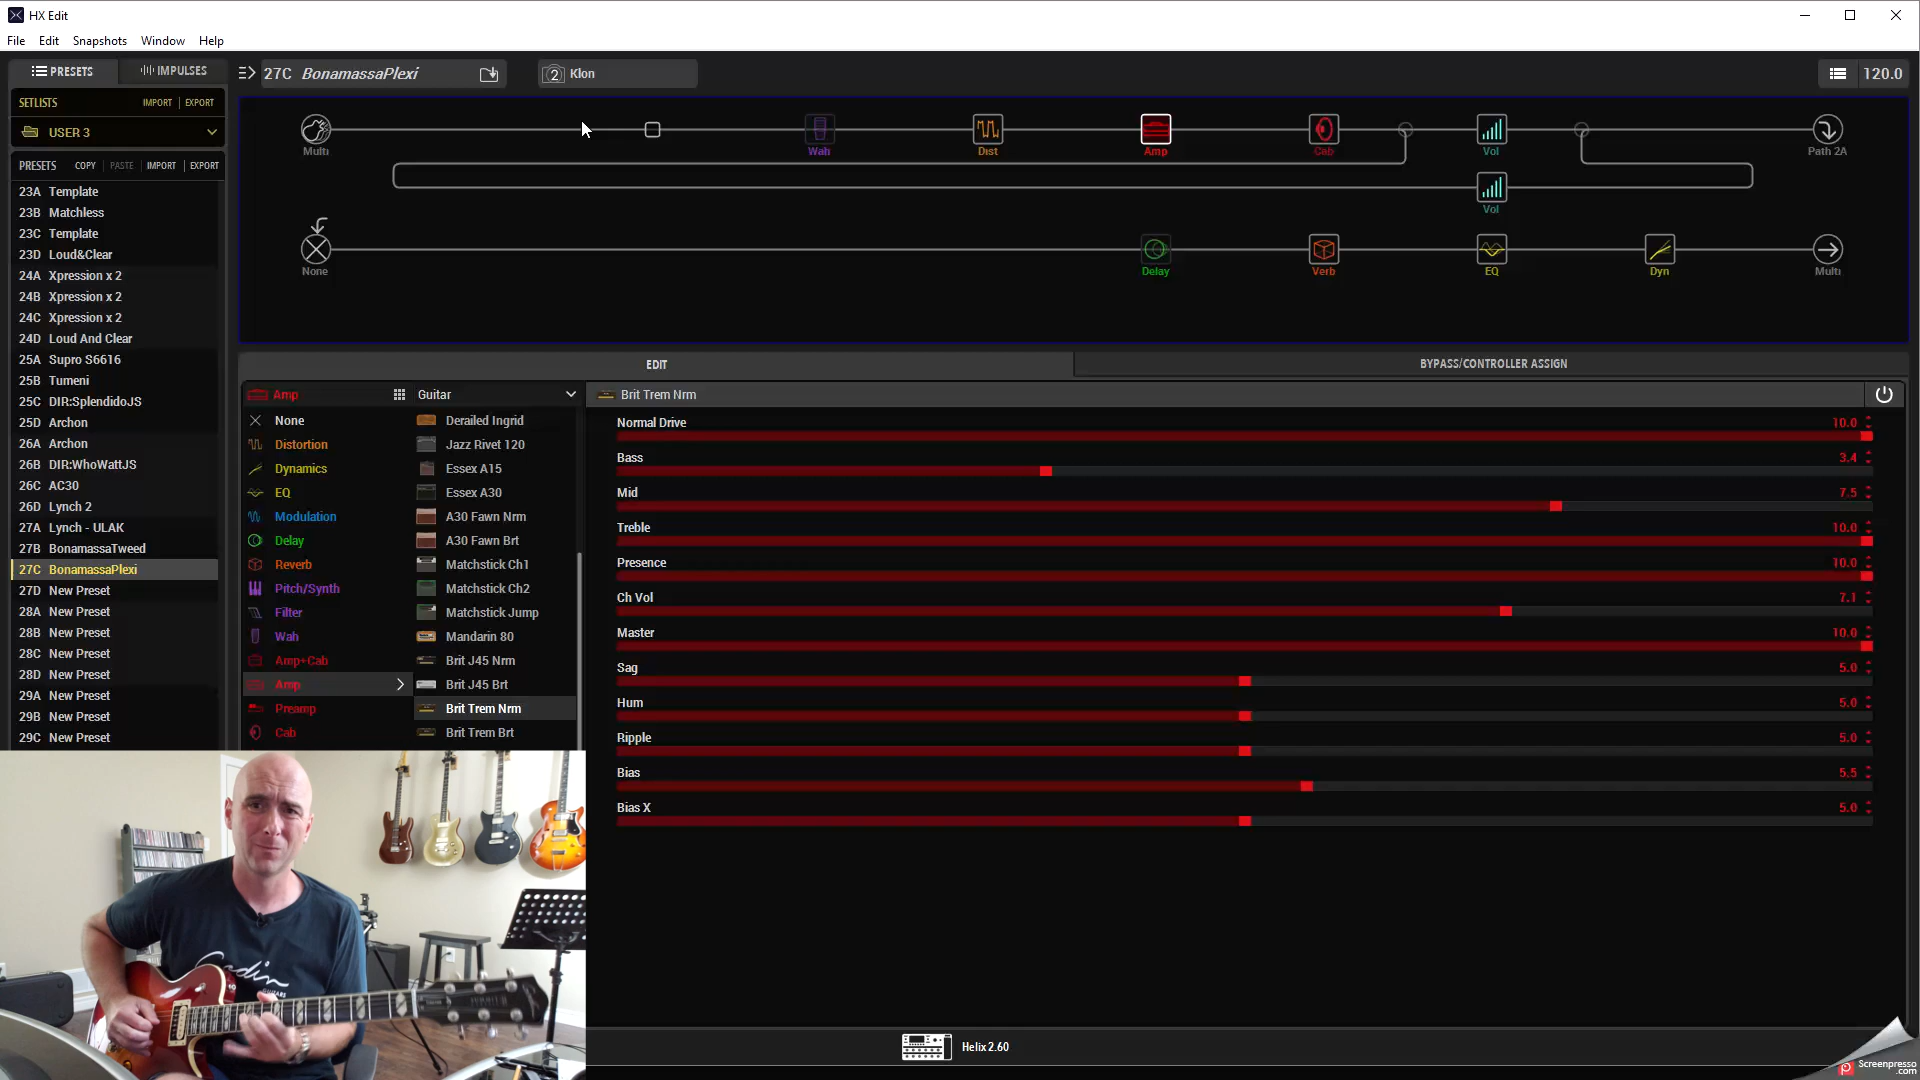 HX Edit
File Edit Snapshots Window Help
PRESETS IMPULSES 27C BonamassaPlexi 2 Klon 120.0
SETLISTS IMPORT EXPORT
USER 3
PRESETS COPY PASTE IMPORT EXPORT
Multi Wah Dist Amp Cab Vol Path 2A
Vol
None Delay Verb EQ Dyn Multi
23A Template
23B Matchless
23C Template
23D Loud&Clear
24A Xpression x 2
24B Xpression x 2
24C Xpression x 2
24D Loud And Clear
25A Supro S6616
25B Tumeni
25C DIR:SplendidoJS
25D Archon
26A Archon
26B DIR:WhoWattJS
26C AC30
26D Lynch 2
27A Lynch - ULAK
27B BonamassaTweed
27C BonamassaPlexi
27D New Preset
28A New Preset
28B New Preset
28C New Preset
28D New Preset
29A New Preset
29B New Preset
29C New Preset
EDIT BYPASS/CONTROLLER ASSIGN
Amp Guitar
None
Distortion
Dynamics
EQ
Modulation
Delay
Reverb
Pitch/Synth
Filter
Wah
Amp+Cab
Amp
Preamp
Cab
Derailed Ingrid
Jazz Rivet 120
Essex A15
Essex A30
A30 Fawn Nrm
A30 Fawn Brt
Matchstick Ch1
Matchstick Ch2
Matchstick Jump
Mandarin 80
Brit J45 Nrm
Brit J45 Brt
Brit Trem Nrm
Brit Trem Brt
Brit Trem Nrm
Normal Drive 10.0
Bass 3.4
Mid 7.5
Treble 10.0
Presence 10.0
Ch Vol 7.1
Master 10.0
Sag 5.0
Hum 5.0
Ripple 5.0
Bias 5.5
Bias X 5.0
Godin
GUITARS
Helix 2.60
Screenpresso
.com